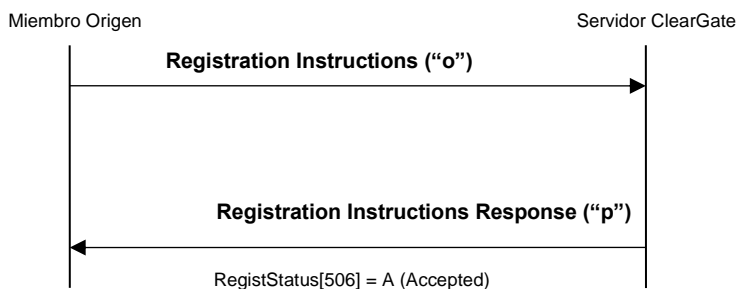 Miembro Origen
Servidor ClearGate
Registration Instructions (“o”)
Registration Instructions Response (“p”)
RegistStatus[506] = A (Accepted)